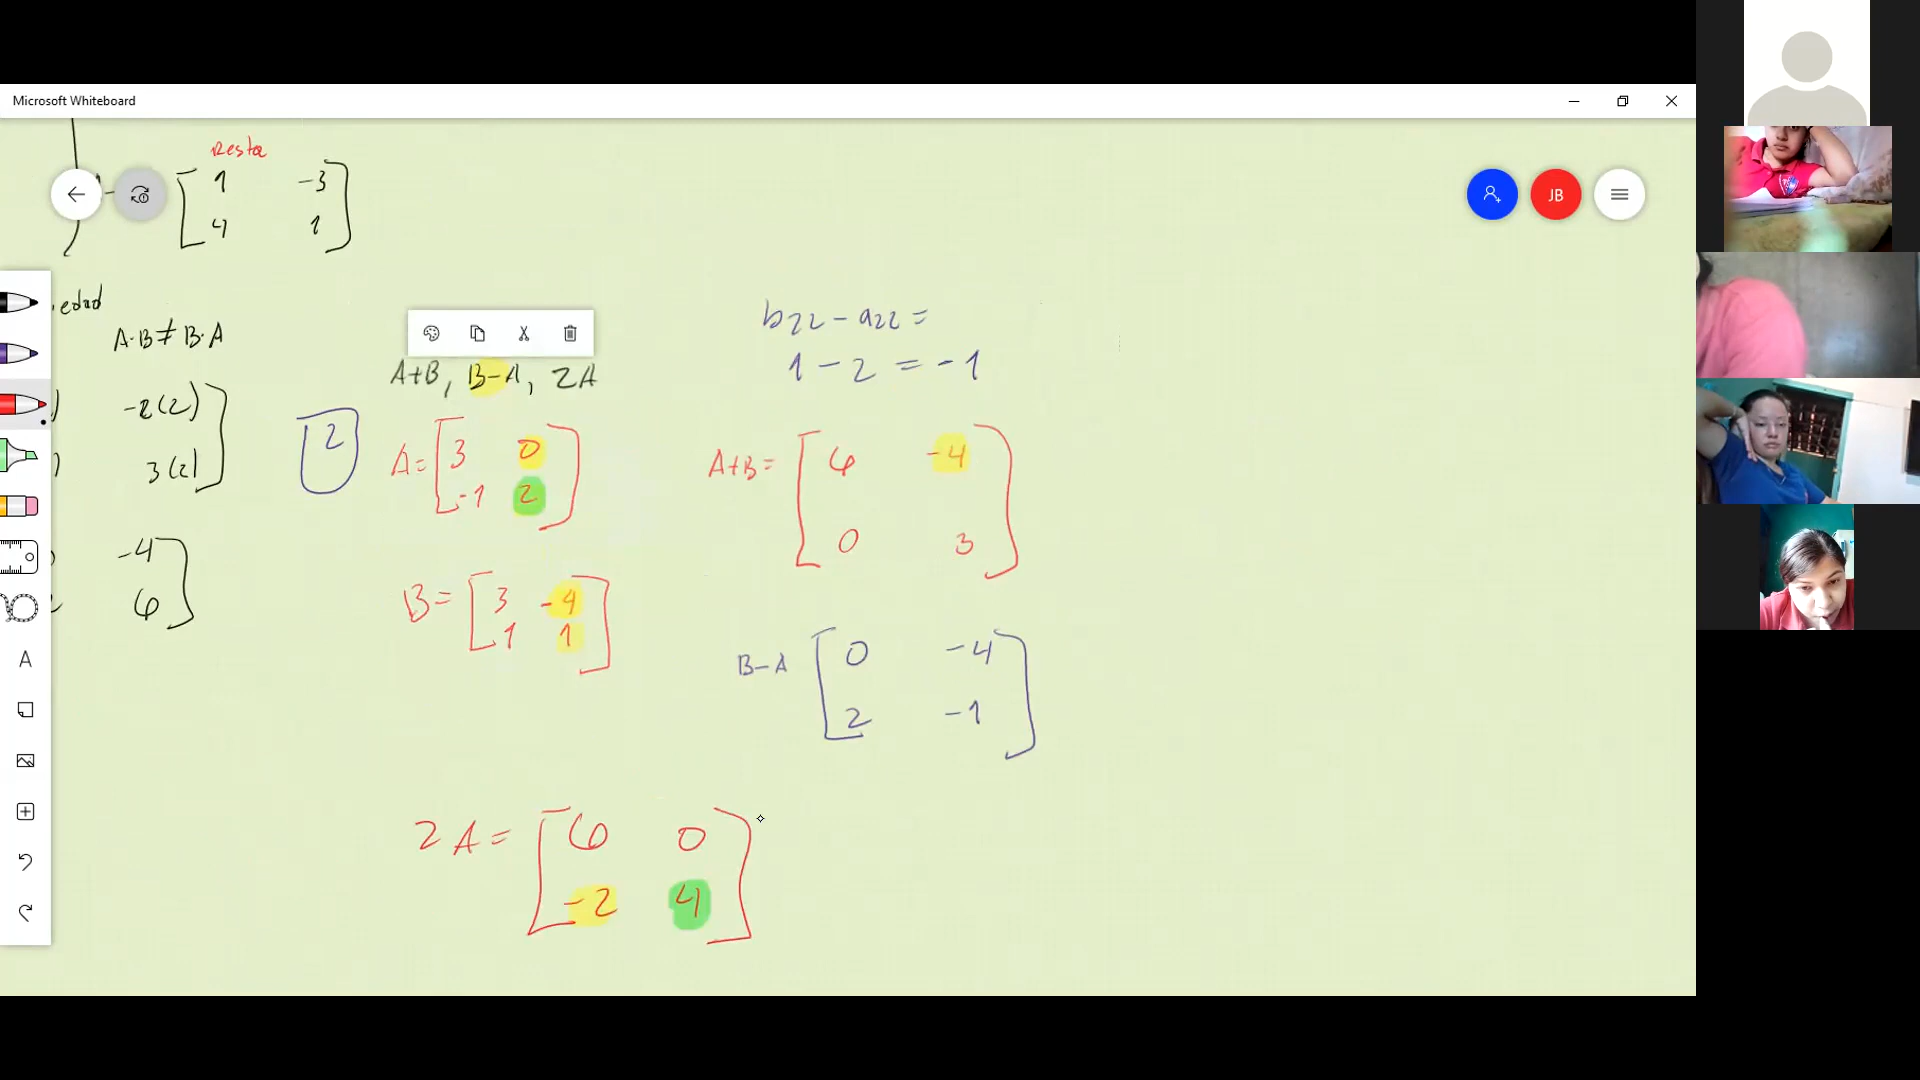 Microsoft Whiteboard
Resta
1 -3
4 1
JB
edad
A·B≠B·A
-2(2)
3(2)
-4
6
A+B, B-A, 2A
2
A= 3 0
-1 2
B= 3 -4
1 1
b22-a22=
1-2=-1
A+B= 6 -4
0 3
B-A 0 -4
2 -1
2A= 6 0
-2 4